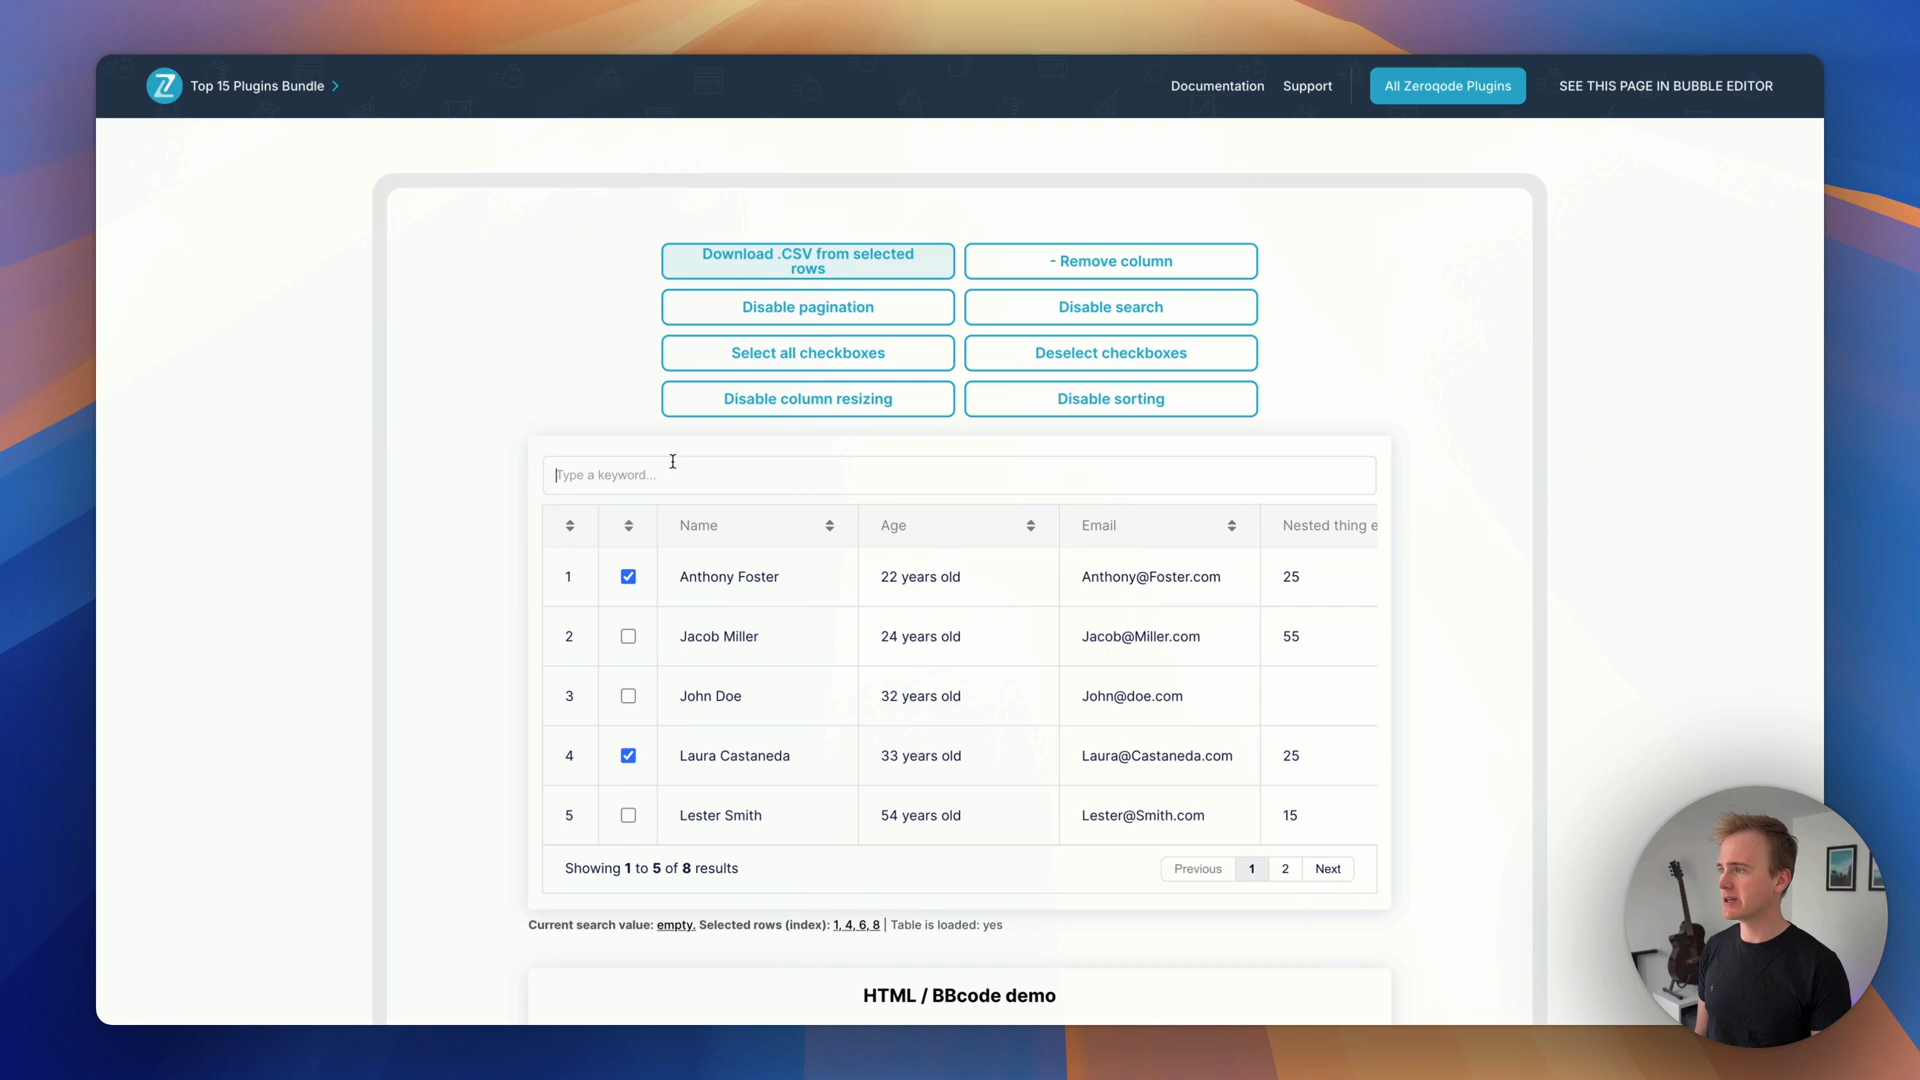 Top 15 Plugins Bundle
Documentation
Support
All Zeroqode Plugins
SEE THIS PAGE IN BUBBLE EDITOR
Download .CSV from selected
rows
- Remove column
Disable pagination
Disable search
Select all checkboxes
Deselect checkboxes
Disable column resizing
Disable sorting
Type a keyword...
Name Age Email Nested thing e
1 Anthony Foster 22 years old Anthony@Foster.com 25
2 Jacob Miller 24 years old Jacob@Miller.com 55
3 John Doe 32 years old John@doe.com
4 Laura Castaneda 33 years old Laura@Castaneda.com 25
5 Lester Smith 54 years old Lester@Smith.com 15
Showing 1 to 5 of 8 results
Previous 1 2 Next
Current search value: empty. Selected rows (index): 1, 4, 6, 8 | Table is loaded: yes
HTML / BBcode demo